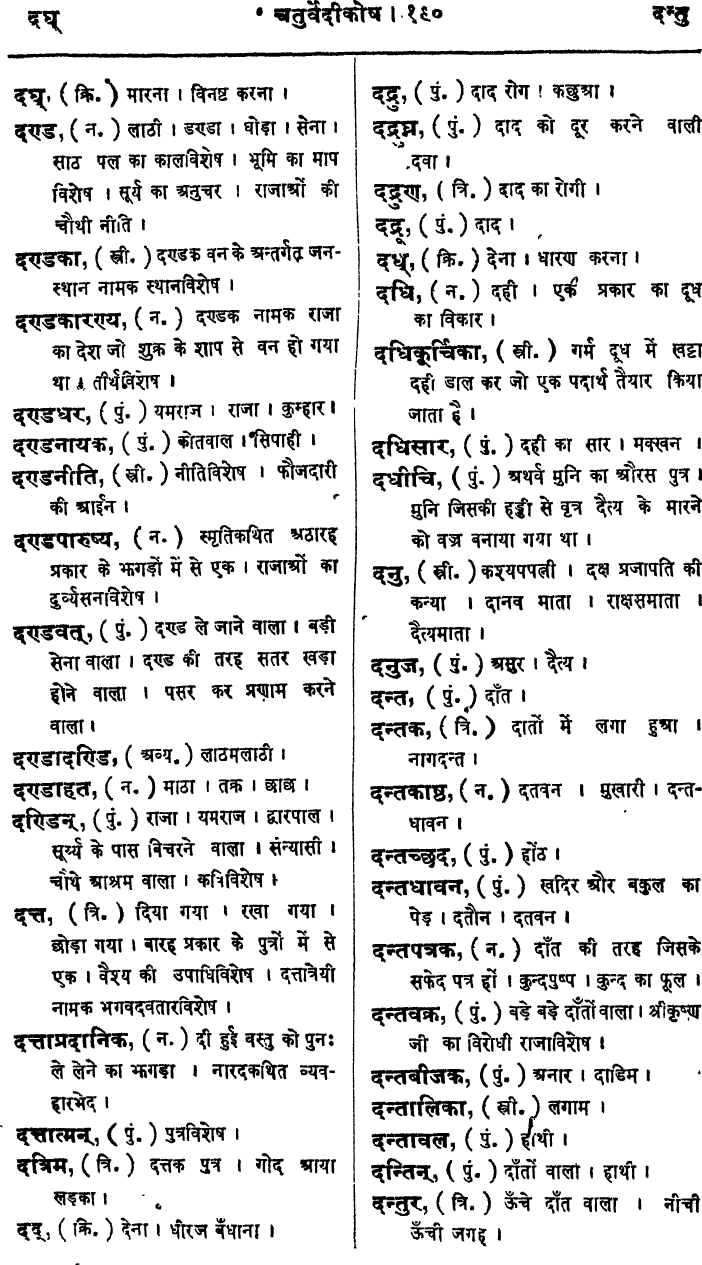 दघ् चतुर्वेदीकोष । १९० दन्तु
दघ्, ( क्रि. ) मारना । विनष्ट करना ।
दण्ड, ( न. ) लाठी । डण्डा । घोड़ा । सेना ।
साठ पल का कालविशेष । भूमि का माप
विशेष । सूर्य का अनुचर । राजाओं की
चौथी नीति ।
दण्डका, ( स्त्री. ) दण्डक वन के अन्तर्गत जन-
स्थान नामक स्थानविशेष ।
दण्डकारण्य, ( न. ) दण्डक नामक राजा
का देश जो शुक्र के शाप से वन हो गया
था । तीर्थविशेष ।
दण्डधर, ( पुं. ) यमराज । राजा । कुम्हार ।
दण्डनायक, ( पुं. ) कोतवाल । सिपाही ।
दण्डनीति, ( स्त्री. ) नीतिविशेष । फौजदारी
की आईन ।
दण्डपारुष्य, ( न. ) स्मृतिकथित अठारह
प्रकार के झगड़ों में से एक । राजाओं का
दुर्व्यसनविशेष ।
दण्डवत्, ( पुं. ) दण्ड ले जाने वाला । बड़ी
सेना वाला । दण्ड की तरह सतर खड़ा
होने वाला । पसर कर प्रणाम करने
वाला ।
दण्डादण्डि, ( अव्य. ) लाठमलाठी ।
दण्डाहत, ( न. ) माठा । तक्र । छाछ ।
दण्डिन्, ( पुं. ) राजा । यमराज । द्वारपाल ।
सूर्य्य के पास बिचरने वाला । संन्यासी ।
चौथे आश्रम वाला । कविविशेष ।
दत्त, ( त्रि. ) दिया गया । रखा गया ।
छोड़ा गया । बारह प्रकार के पुत्रों में से
एक । वैश्य की उपाधिविशेष । दत्तात्रेयी
नामक भगवदवतारविशेष ।
दत्ताप्रदानिक, ( न. ) दी हुई वस्तु को पुनः
ले लेने का झगड़ा । नारदकथित व्यव-
हारभेद ।
दत्तात्मन्, ( पुं. ) पुत्रविशेष ।
दत्रिम, ( त्रि. ) दत्तक पुत्र । गोद आया
लड़का ।
दद्, ( क्रि. ) देना । धीरज बँधाना ।
दद्रु, ( पुं. ) दाद रोग । कछुआ ।
दद्रुघ्न, ( पुं. ) दाद को दूर करने वाली
दवा ।
दद्रुण, ( त्रि. ) दाद का रोगी ।
दद्रू, ( पुं. ) दाद ।
दध्, ( क्रि. ) देना । धारण करना ।
दधि, ( न. ) दही । एक प्रकार का दूध
का विकार ।
दधिकूर्चिका, ( स्त्री. ) गर्म दूध में खट्टा
दही डाल कर जो एक पदार्थ तैयार किया
जाता है ।
दधिसार, ( पुं. ) दही का सार । मक्खन ।
दधीचि, ( पुं. ) अथर्व मुनि का औरस पुत्र ।
मुनि जिसकी हड्डी से वृत्र दैत्य के मारने
को वज्र बनाया गया था ।
दनु, ( स्त्री. ) कश्यपपत्नी । दक्ष प्रजापति की
कन्या । दानव माता । राक्षसमाता ।
दैत्यमाता ।
दनुज, ( पुं. ) असुर । दैत्य ।
दन्त, ( पुं. ) दाँत ।
दन्तक, ( त्रि. ) दातों में लगा हुआ ।
नागदन्त ।
दन्तकाष्ठ, ( न. ) दतवन । मुखारी । दन्त-
धावन ।
दन्तच्छद, ( पुं. ) होंठ ।
दन्तधावन, ( पुं. ) खदिर और बकुल का
पेड़ । दतौन । दतवन ।
दन्तपत्रक, ( न. ) दाँत की तरह जिसके
सफेद पत्र हों । कुन्दपुष्प । कुन्द का फूल ।
दन्तवक्र, ( पुं. ) बड़े बड़े दाँतोंवाला । श्रीकृष्ण
जी का विरोधी राजाविशेष ।
दन्तबीजक, ( पुं. ) अनार । दाडिम ।
दन्तालिका, ( स्त्री. ) लगाम ।
दन्तावल, ( पुं. ) हाथी ।
दन्तिन्, ( पुं. ) दाँतों वाला । हाथी ।
दन्तुर, ( त्रि. ) ऊँचे दाँत वाला । नीची
ऊँची जगह ।